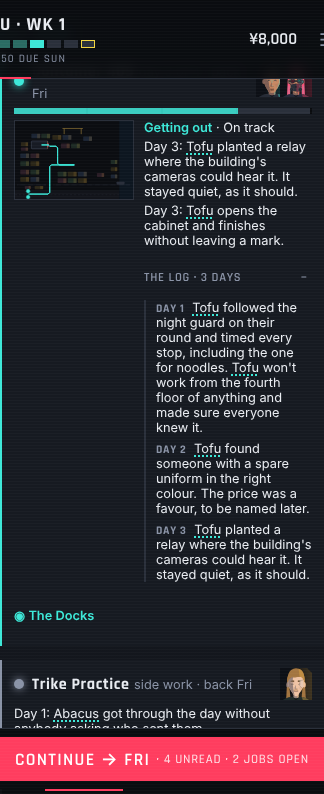 U · WK 1
¥8,000
50 DUE SUN
Fri
Getting out · On track
Day 3: Tofu planted a relay
where the building's
cameras could hear it. It
stayed quiet, as it should.
Day 3: Tofu opens the
cabinet and finishes
without leaving a mark.
THE LOG · 3 DAYS –
DAY 1 Tofu followed the
night guard on their
round and timed every
stop, including the one
for noodles. Tofu won't
work from the fourth
floor of anything and
made sure everyone
knew it.
DAY 2 Tofu found
someone with a spare
uniform in the right
colour. The price was a
favour, to be named later.
DAY 3 Tofu planted a
relay where the building's
cameras could hear it. It
stayed quiet, as it should.
The Docks
Trike Practice side work · back Fri
Day 1: Abacus got through the day without
anybody asking who sent them.
CONTINUE → FRI · 4 UNREAD · 2 JOBS OPEN